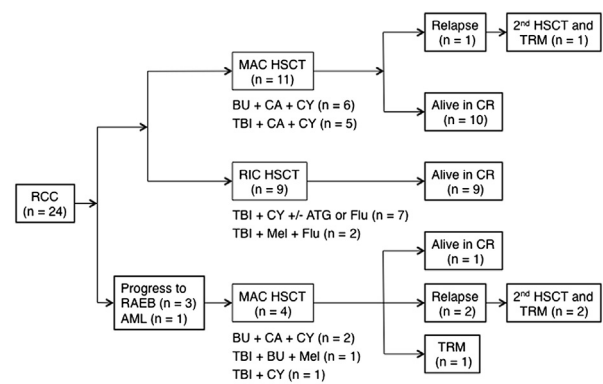 RCC
(n = 24)
MAC HSCT
(n = 11)
BU + CA + CY (n = 6)
TBI + CA + CY (n = 5)
Relapse
(n = 1)
2nd HSCT and
TRM (n = 1)
Alive in CR
(n = 10)
RIC HSCT
(n = 9)
TBI + CY +/- ATG or Flu (n = 7)
TBI + Mel + Flu (n = 2)
Alive in CR
(n = 9)
Progress to
RAEB (n = 3)
AML (n = 1)
MAC HSCT
(n = 4)
BU + CA + CY (n = 2)
TBI + BU + Mel (n = 1)
TBI + CY (n = 1)
Alive in CR
(n = 1)
Relapse
(n = 2)
2nd HSCT and
TRM (n = 2)
TRM
(n = 1)